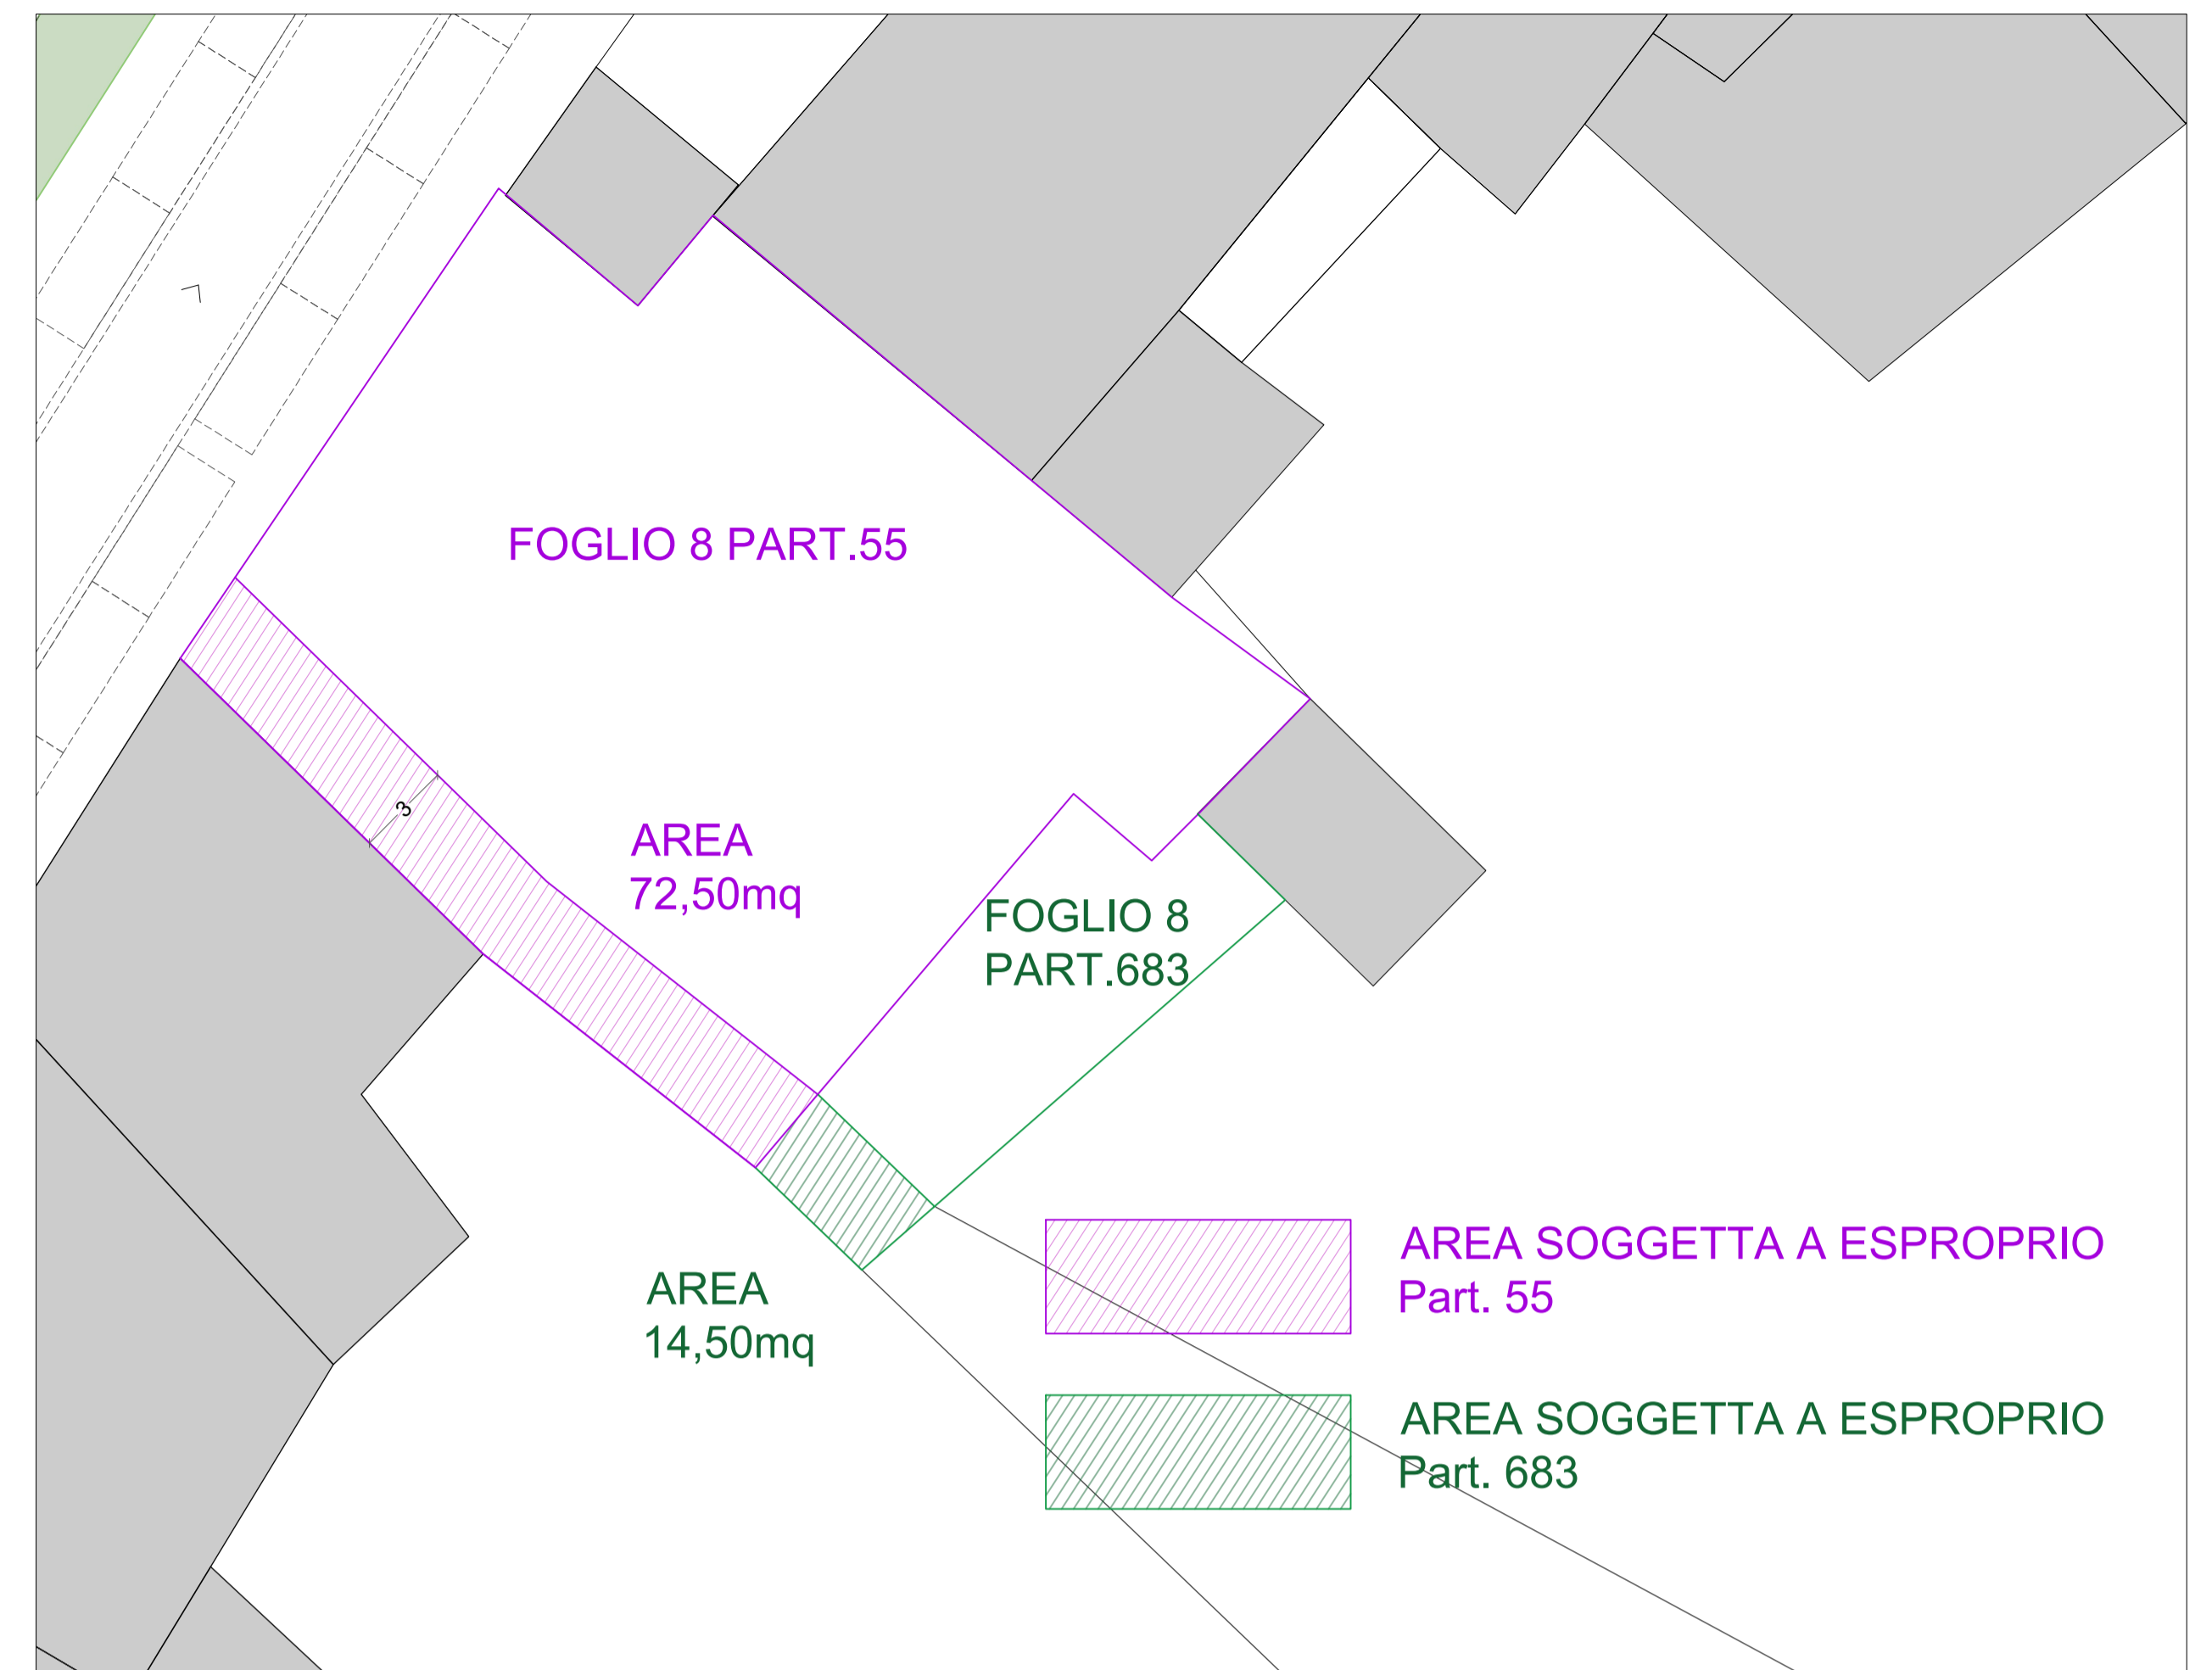 FOGLIO 8 PART.55
3
AREA
72,50mq
FOGLIO 8
PART.683
AREA
14,50mq
AREA SOGGETTA A ESPROPRIO
Part. 55
AREA SOGGETTA A ESPROPRIO
Part. 683